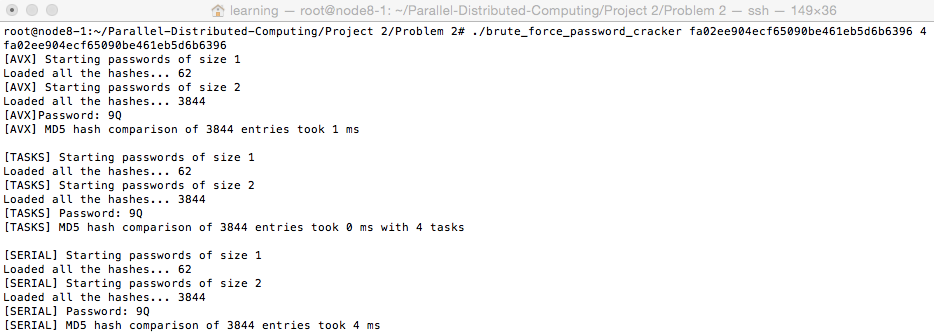 learning — root@node8-1: ~/Parallel-Distributed-Computing/Project 2/Problem 2 — ssh — 149×36
root@node8-1:~/Parallel-Distributed-Computing/Project 2/Problem 2# ./brute_force_password_cracker fa02ee904ecf65090be461eb5d6b6396 4
fa02ee904ecf65090be461eb5d6b6396
[AVX] Starting passwords of size 1
Loaded all the hashes... 62
[AVX] Starting passwords of size 2
Loaded all the hashes... 3844
[AVX]Password: 9Q
[AVX] MD5 hash comparison of 3844 entries took 1 ms
[TASKS] Starting passwords of size 1
Loaded all the hashes... 62
[TASKS] Starting passwords of size 2
Loaded all the hashes... 3844
[TASKS] Password: 9Q
[TASKS] MD5 hash comparison of 3844 entries took 0 ms with 4 tasks
[SERIAL] Starting passwords of size 1
Loaded all the hashes... 62
[SERIAL] Starting passwords of size 2
Loaded all the hashes... 3844
[SERIAL] Password: 9Q
[SERIAL] MD5 hash comparison of 3844 entries took 4 ms